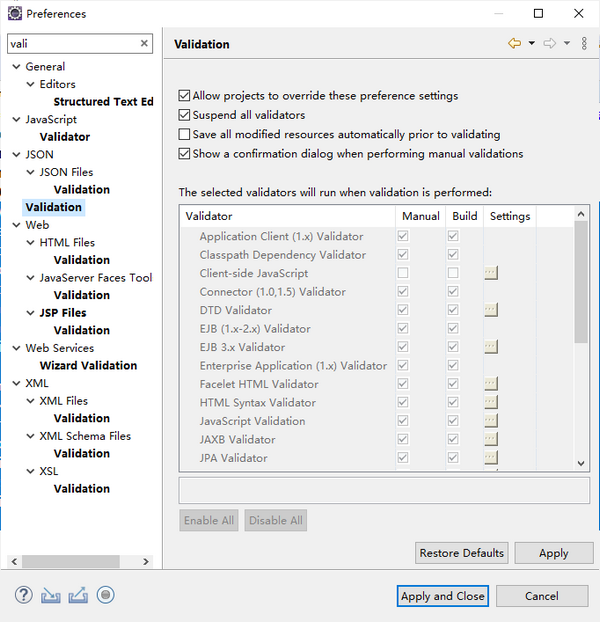 Preferences
vali
Validation
General
Editors
Structured Text Ed
JavaScript
Validator
JSON
JSON Files
Validation
Validation
Web
HTML Files
Validation
JavaServer Faces Tool
Validation
JSP Files
Validation
Web Services
Wizard Validation
XML
XML Files
Validation
XML Schema Files
Validation
XSL
Validation
Allow projects to override these preference settings
Suspend all validators
Save all modified resources automatically prior to validating
Show a confirmation dialog when performing manual validations
The selected validators will run when validation is performed:
Validator Manual Build Settings
Application Client (1.x) Validator
Classpath Dependency Validator
Client-side JavaScript ...
Connector (1.0,1.5) Validator
DTD Validator ...
EJB (1.x-2.x) Validator
EJB 3.x Validator ...
Enterprise Application (1.x) Validator
Facelet HTML Validator ...
HTML Syntax Validator ...
JavaScript Validation ...
JAXB Validator ...
JPA Validator ...
Enable All Disable All
Restore Defaults Apply
? Apply and Close Cancel